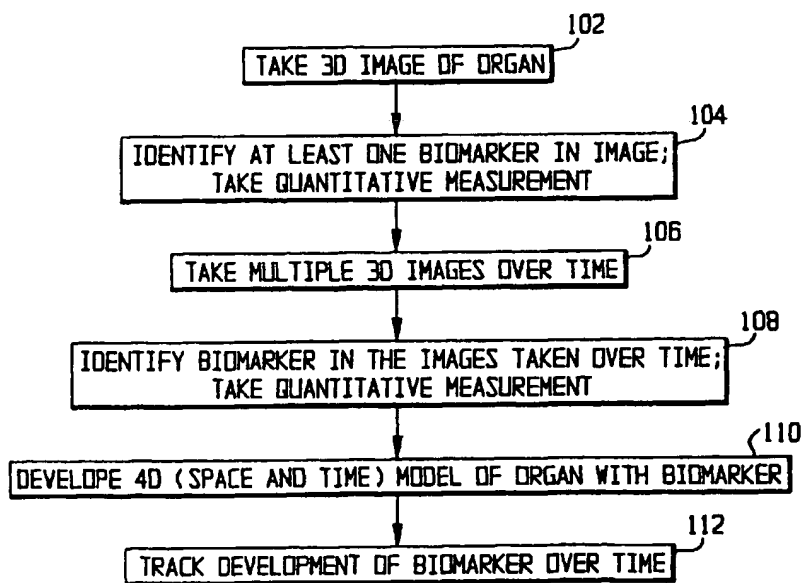 102
TAKE 3D IMAGE OF ORGAN
104
IDENTIFY AT LEAST ONE BIOMARKER IN IMAGE;
TAKE QUANTITATIVE MEASUREMENT
106
TAKE MULTIPLE 3D IMAGES OVER TIME
108
IDENTIFY BIOMARKER IN THE IMAGES TAKEN OVER TIME;
TAKE QUANTITATIVE MEASUREMENT
110
DEVELOPE 4D (SPACE AND TIME) MODEL OF ORGAN WITH BIOMARKER
112
TRACK DEVELOPMENT OF BIOMARKER OVER TIME